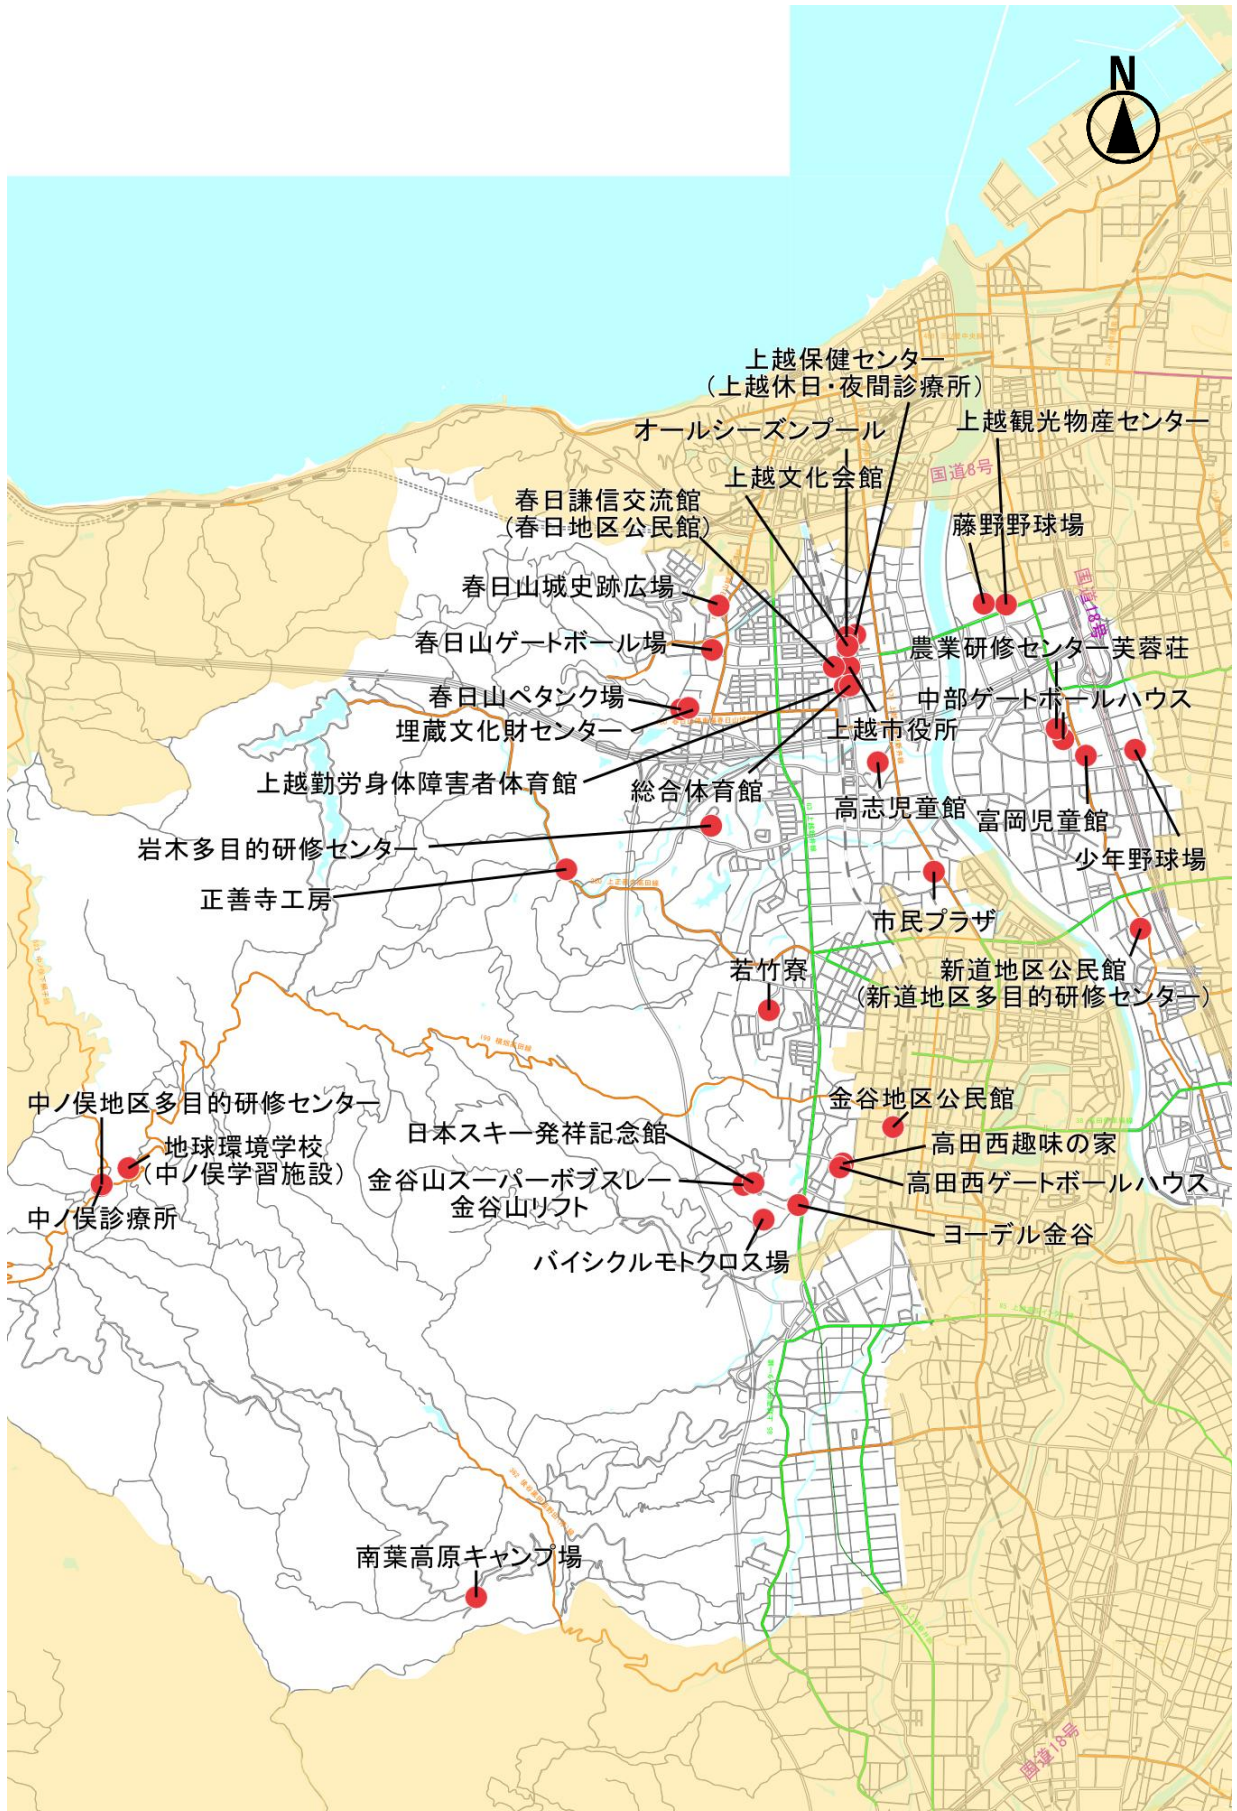 N
上越保健センター
(上越休日・夜間診療所)
オールシーズンプール
上越観光物産センター
国道8号
上越文化会館
春日謙信交流館
(春日地区公民館)
藤野野球場
春日山城史跡広場
国道18号
春日山ゲートボール場
農業研修センター芙蓉荘
春日山ペタンク場
中部ゲートボールハウス
埋蔵文化財センター
上越市役所
上越勤労身体障害者体育館
総合体育館
高志児童館
富岡児童館
岩木多目的研修センター
少年野球場
正善寺工房
市民プラザ
若竹寮
新道地区公民館
(新道地区多目的研修センター)
中ノ俣地区多目的研修センター
金谷地区公民館
日本スキー発祥記念館
地球環境学校
(中ノ俣学習施設)
高田西趣味の家
金谷山スーパーボブスレー
金谷山リフト
高田西ゲートボールハウス
中ノ俣診療所
ヨーデル金谷
バイシクルモトクロス場
南葉高原キャンプ場
国道18号